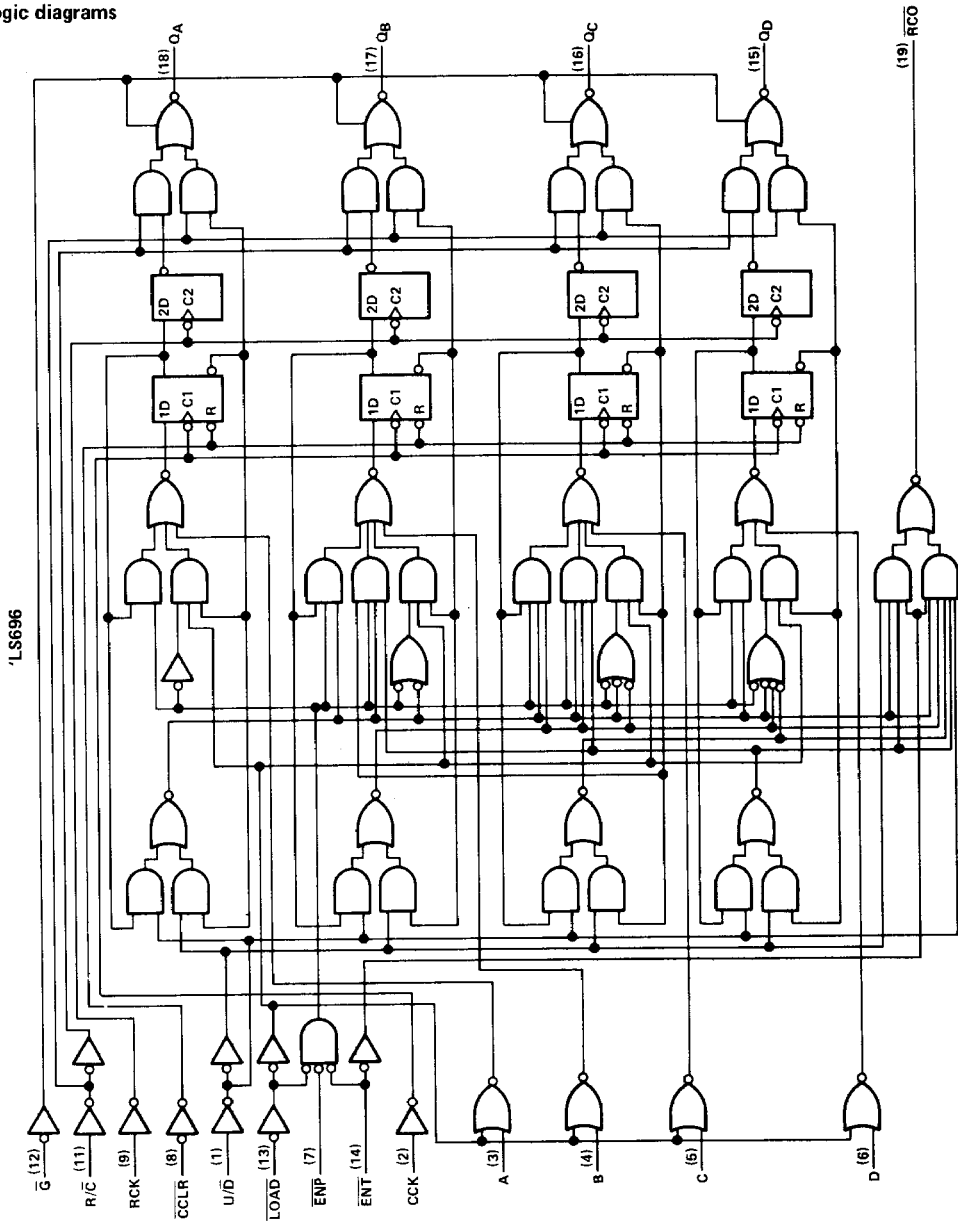 ogic diagrams
'LS696
(18) QA
(17) QB
(16) QC
(15) QD
(19) RCO
2D C2
2D C2
2D C2
2D C2
1D C1 R
1D C1 R
1D C1 R
1D C1 R
G (12)
R/C (11)
RCK (9)
CCLR (8)
U/D (1)
LOAD (13)
ENP (7)
ENT (14)
CCK (2)
A (3)
B (4)
C (5)
D (6)